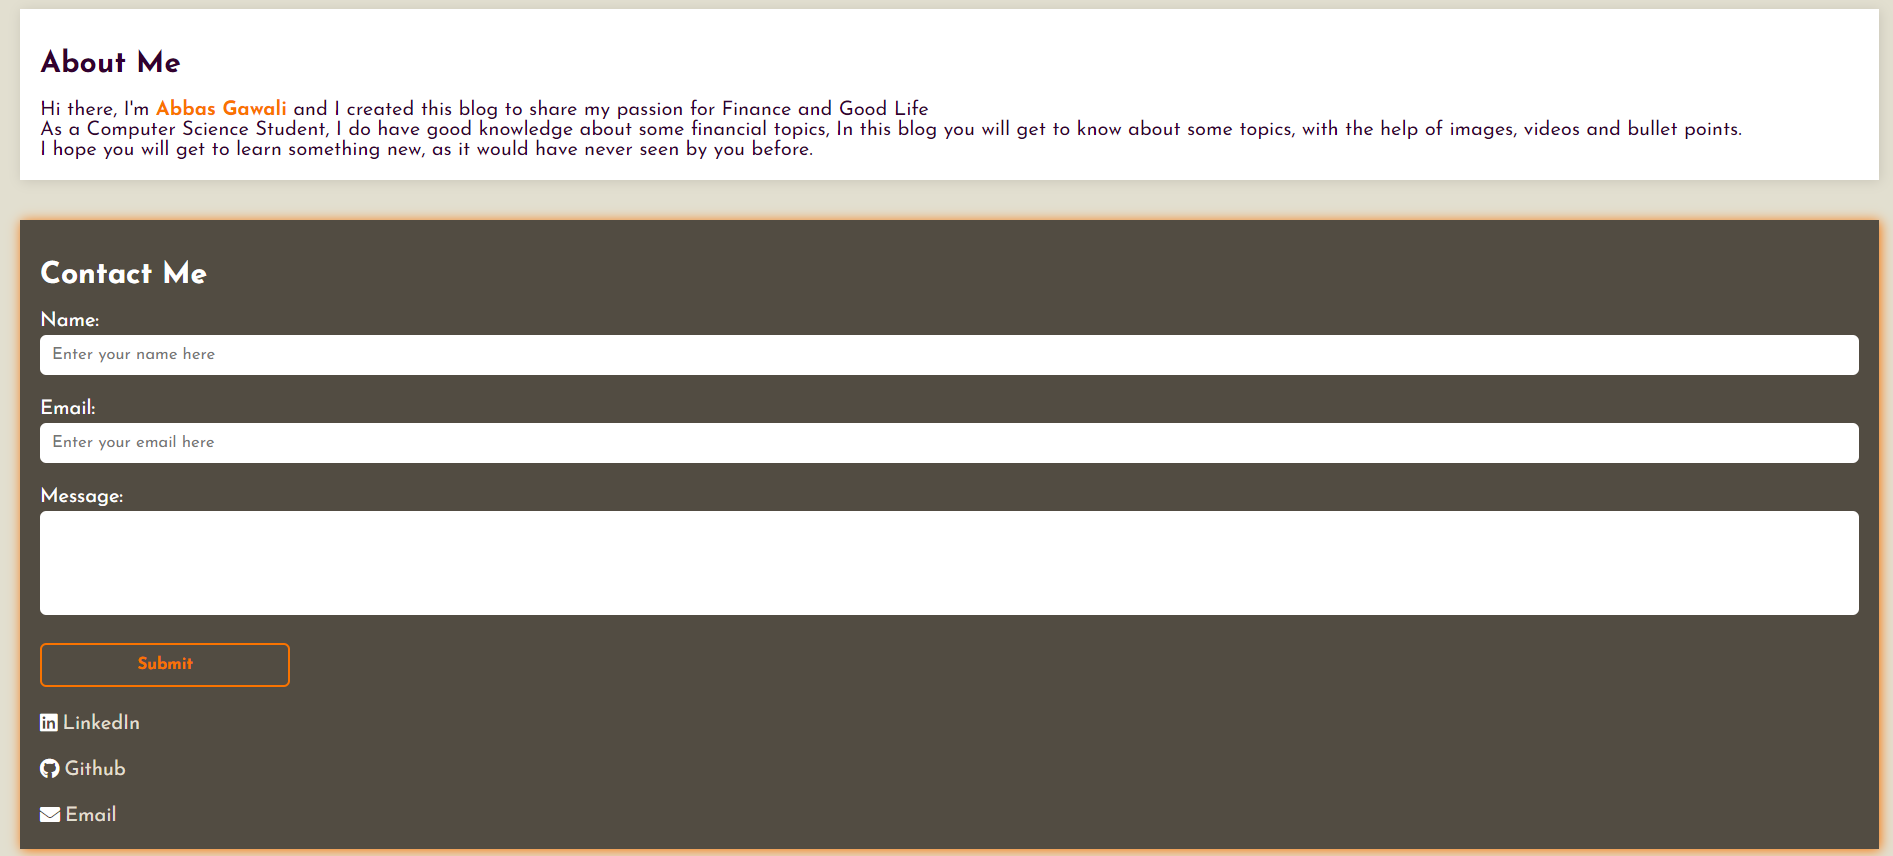 About Me
Hi there, I'm Abbas Gawali and I created this blog to share my passion for Finance and Good Life
As a Computer Science Student, I do have good knowledge about some financial topics, In this blog you will get to know about some topics, with the help of images, videos and bullet points.
I hope you will get to learn something new, as it would have never seen by you before.
Contact Me
Name:
Enter your name here
Email:
Enter your email here
Message:
Submit
LinkedIn
Github
Email